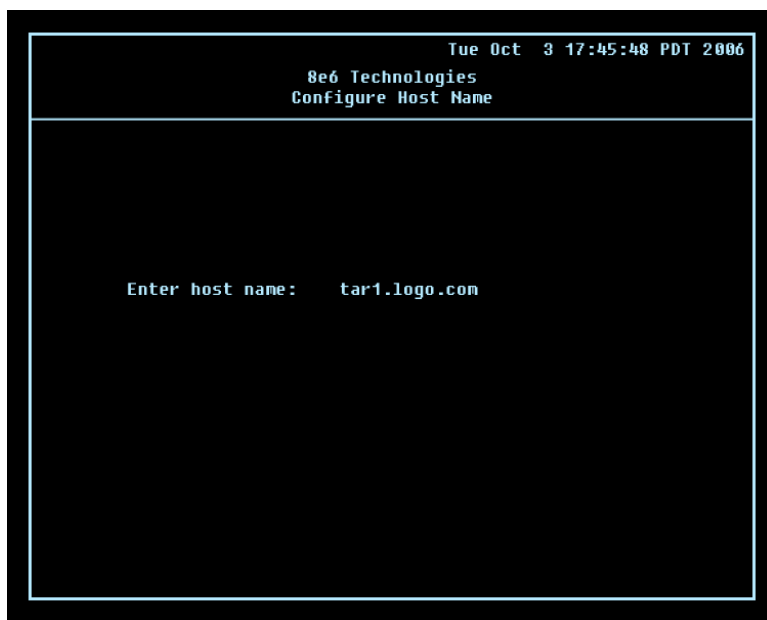 Tue Oct  3 17:45:48 PDT 2006
8e6 Technologies
Configure Host Name
Enter host name:    tar1.logo.com